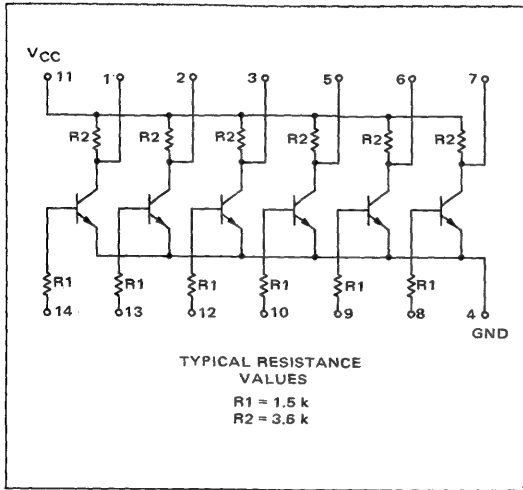 VCC
11 1 2 3 5 6 7
R2 R2 R2 R2 R2 R2
R1 R1 R1 R1 R1 R1
14 13 12 10 9 8 4
GND
TYPICAL RESISTANCE
VALUES
R1 = 1.5 k
R2 = 3.6 k